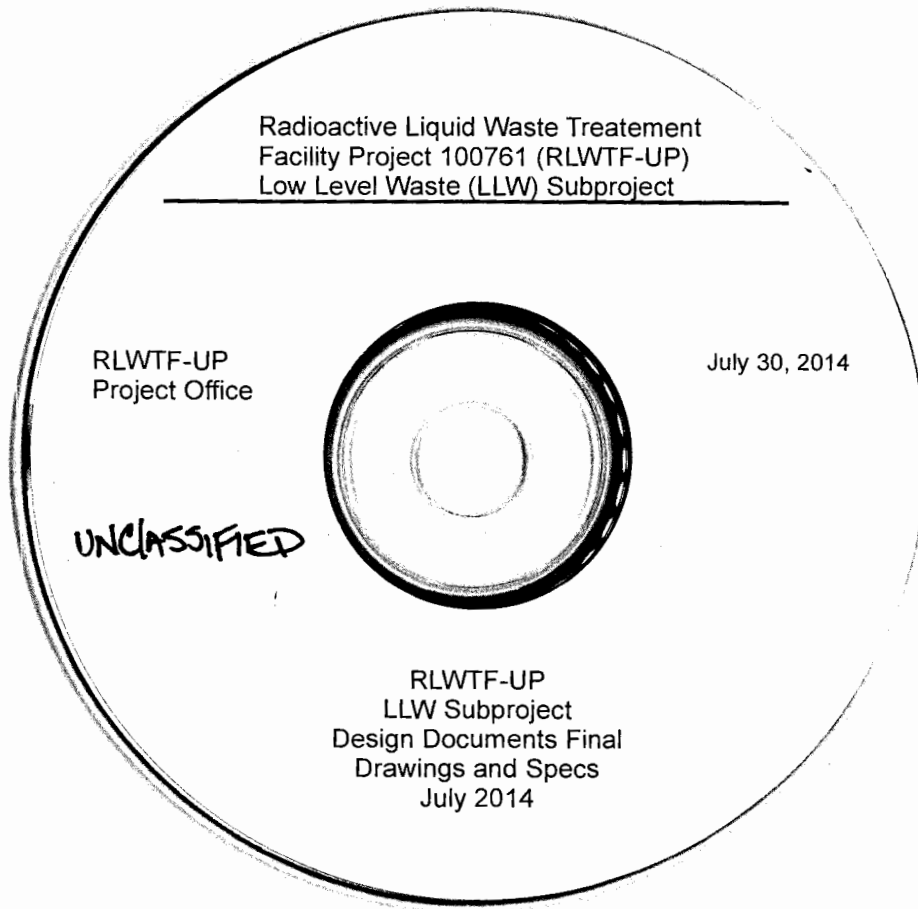 Radioactive Liquid Waste Treatement
Facility Project 100761 (RLWTF-UP)
Low Level Waste (LLW) Subproject
RLWTF-UP
Project Office
July 30, 2014
UNCLASSIFIED
RLWTF-UP
LLW Subproject
Design Documents Final
Drawings and Specs
July 2014